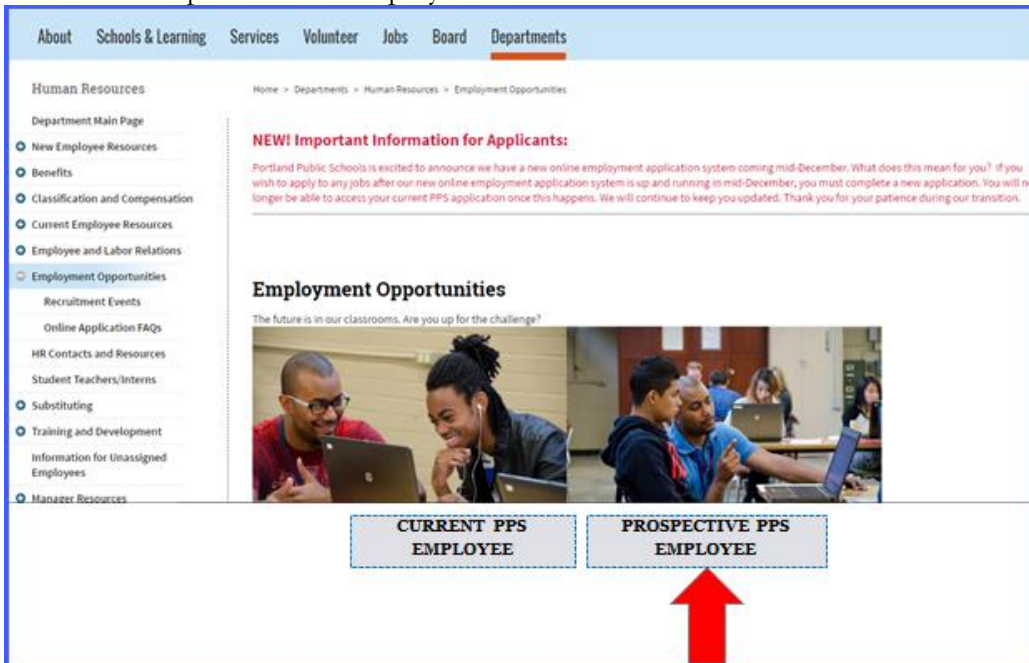 About Schools & Learning Services Volunteer Jobs Board Departments
Human Resources
Department Main Page
New Employee Resources
Benefits
Classification and Compensation
Current Employee Resources
Employee and Labor Relations
Employment Opportunities
Recruitment Events
Online Application FAQs
HR Contacts and Resources
Student Teachers/Interns
Substituting
Training and Development
Information for Unassigned
Employees
Manager Resources
Home > Departments > Human Resources > Employment Opportunities
NEW! Important Information for Applicants:
Portland Public Schools is excited to announce we have a new online employment application system coming mid-December. What does this mean for you? If you
wish to apply to any jobs after our new online employment application system is up and running in mid-December, you must complete a new application. You will
longer be able to access your current PPS application once this happens. We will continue to keep you updated. Thank you for your patience during our transition.
Employment Opportunities
The future is in our classrooms. Are you up for the challenge?
CURRENT PPS
EMPLOYEE
PROSPECTIVE PPS
EMPLOYEE